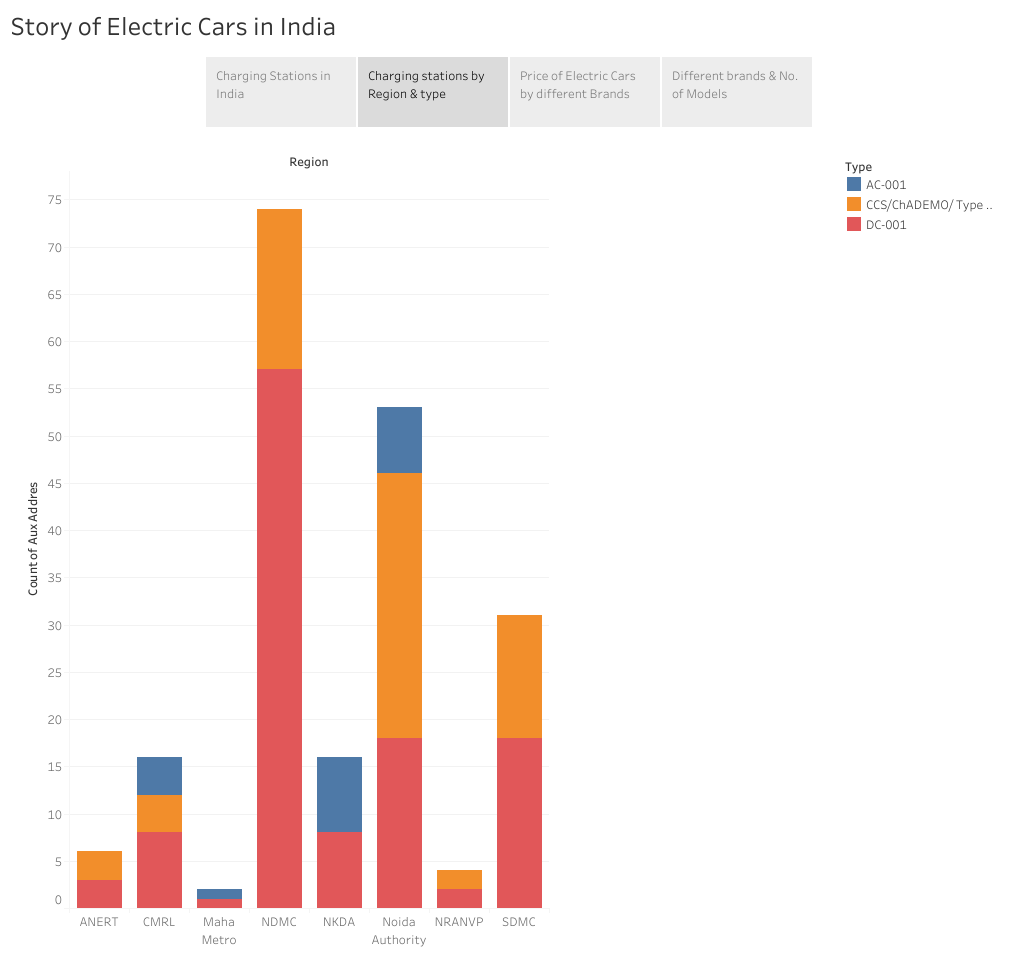 Story of Electric Cars in India
Charging Stations in
India
Charging stations by
Region & type
Price of Electric Cars
by different Brands
Different brands & No.
of Models
Region
Type
AC-001
CCS/ChADEMO/ Type ..
DC-001
Count of Aux Addres
75
70
65
60
55
50
45
40
35
30
25
20
15
10
5
0
ANERT
CMRL
Maha
Metro
NDMC
NKDA
Noida
Authority
NRANVP
SDMC